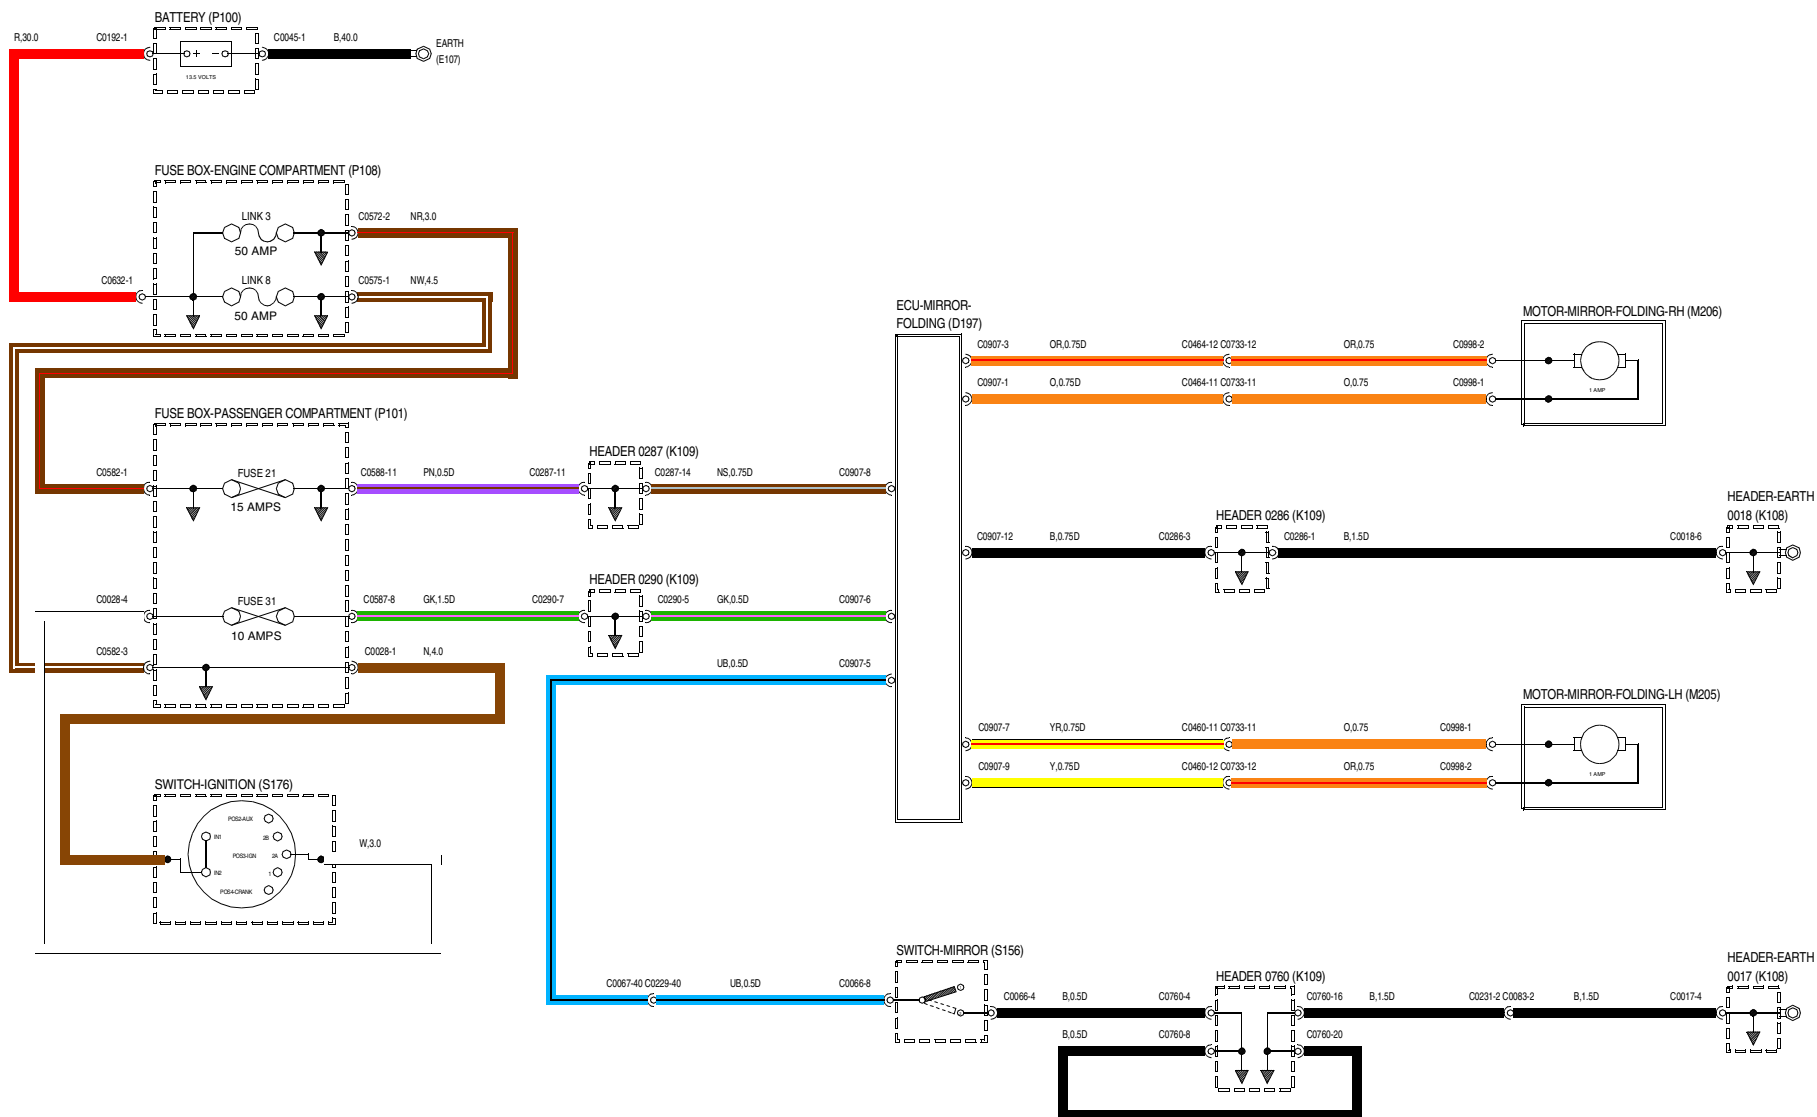 BATTERY (P100)
R,30.0
C0192-1
C0045-1
B,40.0
EARTH
(E107)
+ −
13.5 VOLTS
FUSE BOX-ENGINE COMPARTMENT (P108)
LINK 3
50 AMP
C0572-2
NR,3.0
C0632-1
LINK 8
50 AMP
C0575-1
NW,4.5
FUSE BOX-PASSENGER COMPARTMENT (P101)
C0582-1
FUSE 21
15 AMPS
C0588-11
PN,0.5D
C0287-11
HEADER 0287 (K109)
C0287-14
NS,0.75D
C0907-8
C0028-4
FUSE 31
10 AMPS
C0587-8
GK,1.5D
C0290-7
HEADER 0290 (K109)
C0290-5
GK,0.5D
C0907-6
C0582-3
C0028-1
N,4.0
UB,0.5D
C0907-5
SWITCH-IGNITION (S176)
POS2-AUX
IN1
2B
POS3-IGN
2A
IN2
1
POS4-CRANK
W,3.0
ECU-MIRROR-
FOLDING (D197)
C0907-3
OR,0.75D
C0464-12 C0733-12
OR,0.75
C0998-2
C0907-1
O,0.75D
C0464-11 C0733-11
O,0.75
C0998-1
MOTOR-MIRROR-FOLDING-RH (M206)
1 AMP
C0907-12
B,0.75D
C0286-3
HEADER 0286 (K109)
C0286-1
B,1.5D
C0018-6
HEADER-EARTH
0018 (K108)
C0907-7
YR,0.75D
C0460-11 C0733-11
O,0.75
C0998-1
C0907-9
Y,0.75D
C0460-12 C0733-12
OR,0.75
C0998-2
MOTOR-MIRROR-FOLDING-LH (M205)
1 AMP
C0067-40 C0229-40
UB,0.5D
C0066-8
SWITCH-MIRROR (S156)
C0066-4
B,0.5D
C0760-4
B,0.5D
C0760-8
HEADER 0760 (K109)
C0760-16
B,1.5D
C0231-2 C0083-2
B,1.5D
C0017-4
C0760-20
HEADER-EARTH
0017 (K108)